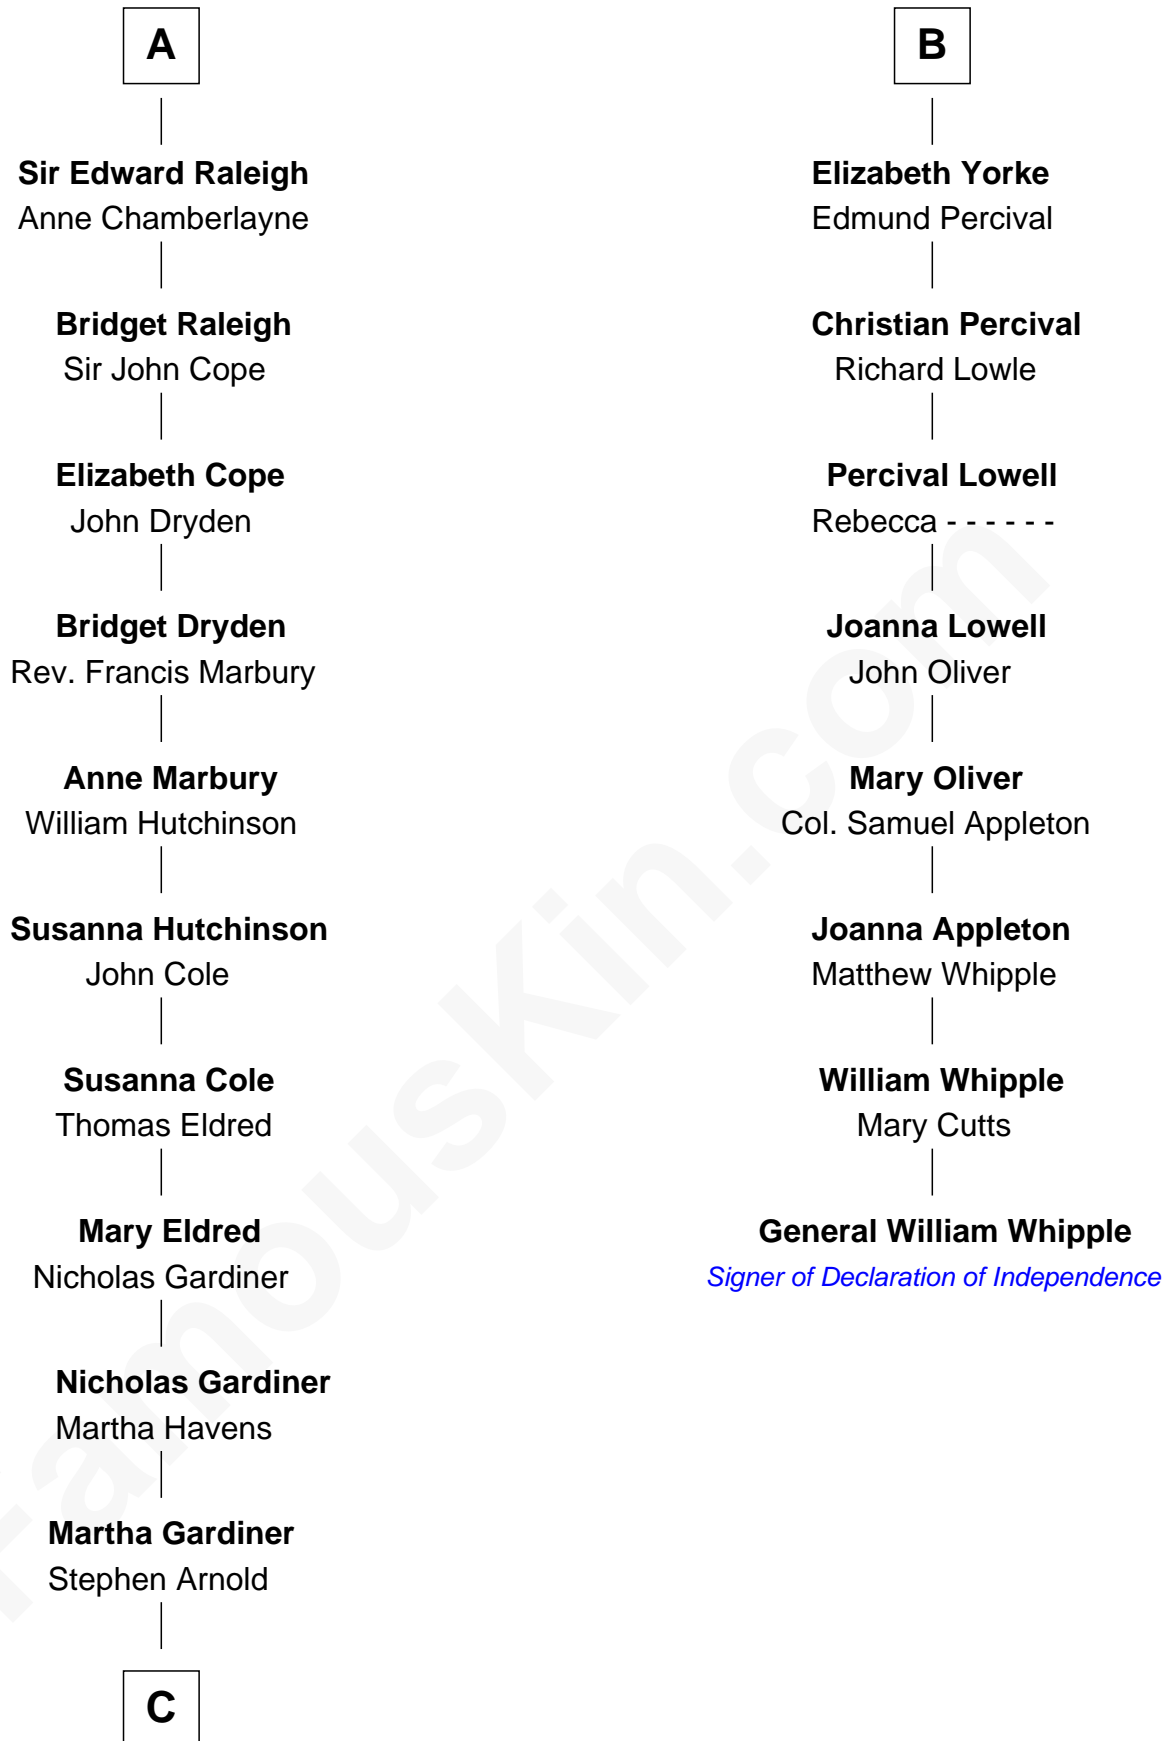 A
Sir Edward Raleigh
Anne Chamberlayne
Bridget Raleigh
Sir John Cope
Elizabeth Cope
John Dryden
Bridget Dryden
Rev. Francis Marbury
Anne Marbury
William Hutchinson
Susanna Hutchinson
John Cole
Susanna Cole
Thomas Eldred
Mary Eldred
Nicholas Gardiner
Nicholas Gardiner
Martha Havens
Martha Gardiner
Stephen Arnold
C
B
Elizabeth Yorke
Edmund Percival
Christian Percival
Richard Lowle
Percival Lowell
Rebecca - - - - - -
Joanna Lowell
John Oliver
Mary Oliver
Col. Samuel Appleton
Joanna Appleton
Matthew Whipple
William Whipple
Mary Cutts
General William Whipple
Signer of Declaration of Independence
FamousKin.com